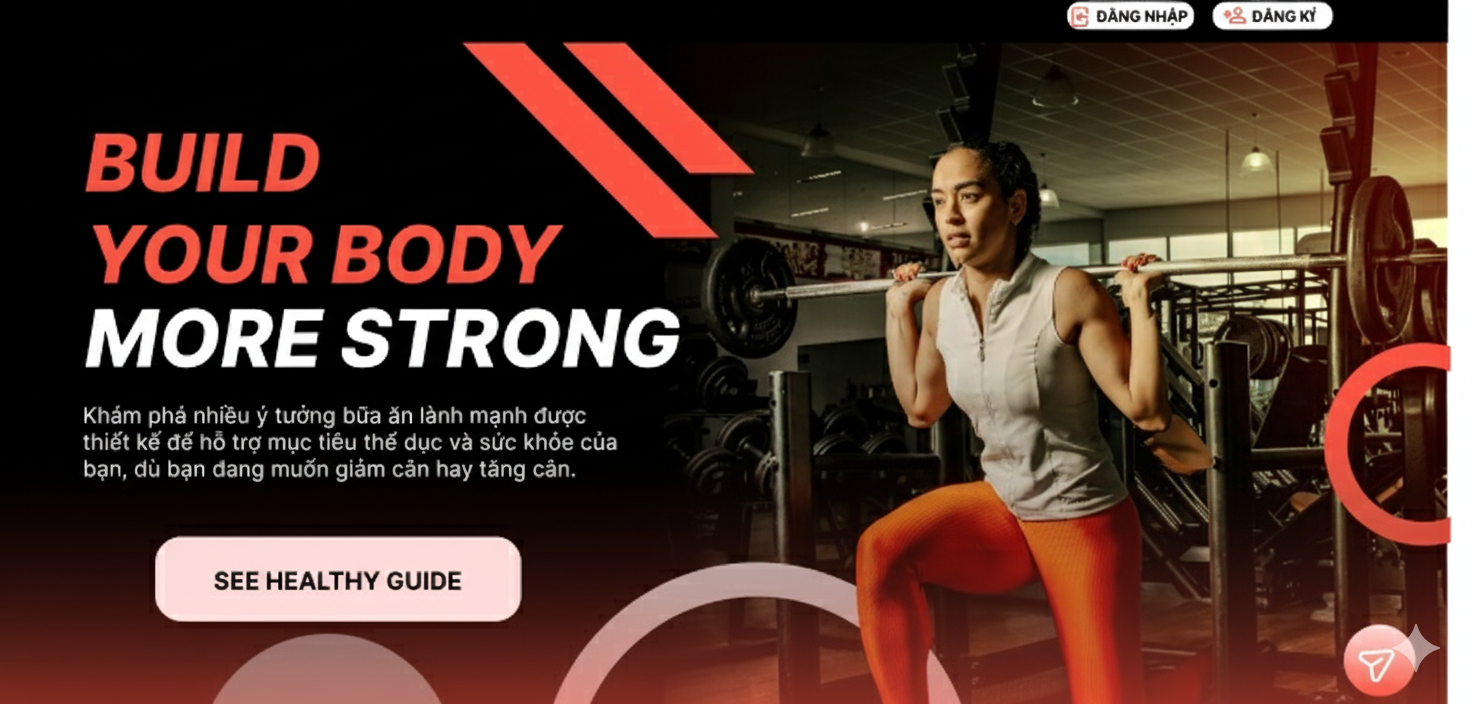 ĐĂNG NHẬP
ĐĂNG KÝ
BUILD
YOUR BODY
MORE STRONG
Khám phá nhiều ý tưởng bữa ăn lành mạnh được
thiết kế để hỗ trợ mục tiêu thể dục và sức khỏe của
bạn, dù bạn đang muốn giảm cân hay tăng cân.
SEE HEALTHY GUIDE